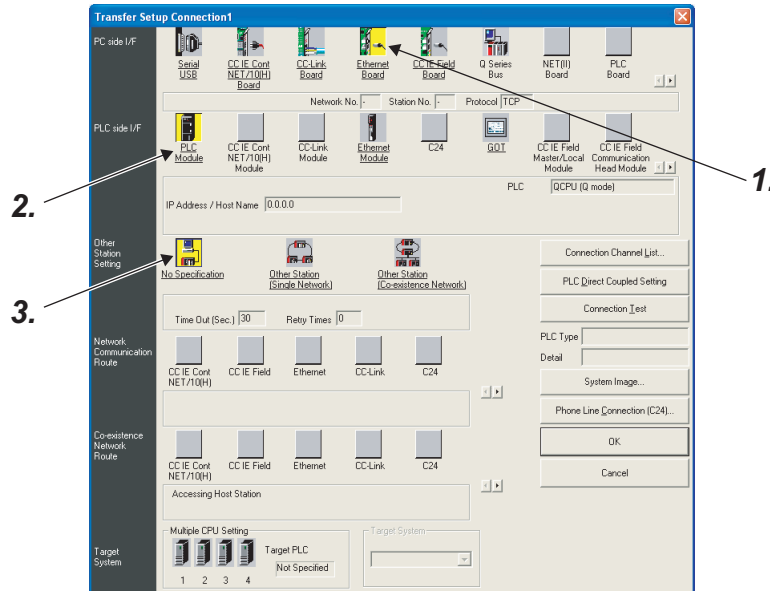 Transfer Setup Connection1
PC side I/F
Serial
USB
CC IE Cont
NET/10(H)
Board
CC-Link
Board
Ethernet
Board
CC IE Field
Board
Q Series
Bus
NET(II)
Board
PLC
Board
Network No. - Station No. - Protocol TCP
PLC side I/F
PLC
Module
CC IE Cont
NET/10(H)
Module
CC-Link
Module
Ethernet
Module
C24
GOT
CC IE Field
Master/Local
Module
CC IE Field
Communication
Head Module
1.
2.
PLC QCPU (Q mode)
IP Address / Host Name 0.0.0.0
Other
Station
Setting
No Specification
Other Station
(Single Network)
Other Station
(Co-existence Network)
3.
Time Out (Sec.) 30 Retry Times 0
Connection Channel List...
PLC Direct Coupled Setting
Connection Test
PLC Type
Detail
System Image...
Phone Line Connection (C24)...
OK
Cancel
Network
Communication
Route
CC IE Cont
NET/10(H)
CC IE Field
Ethernet
CC-Link
C24
Co-existence
Network
Route
CC IE Cont
NET/10(H)
CC IE Field
Ethernet
CC-Link
C24
Accessing Host Station
Target
System
Multiple CPU Setting
1 2 3 4
Target PLC
Not Specified
Target System